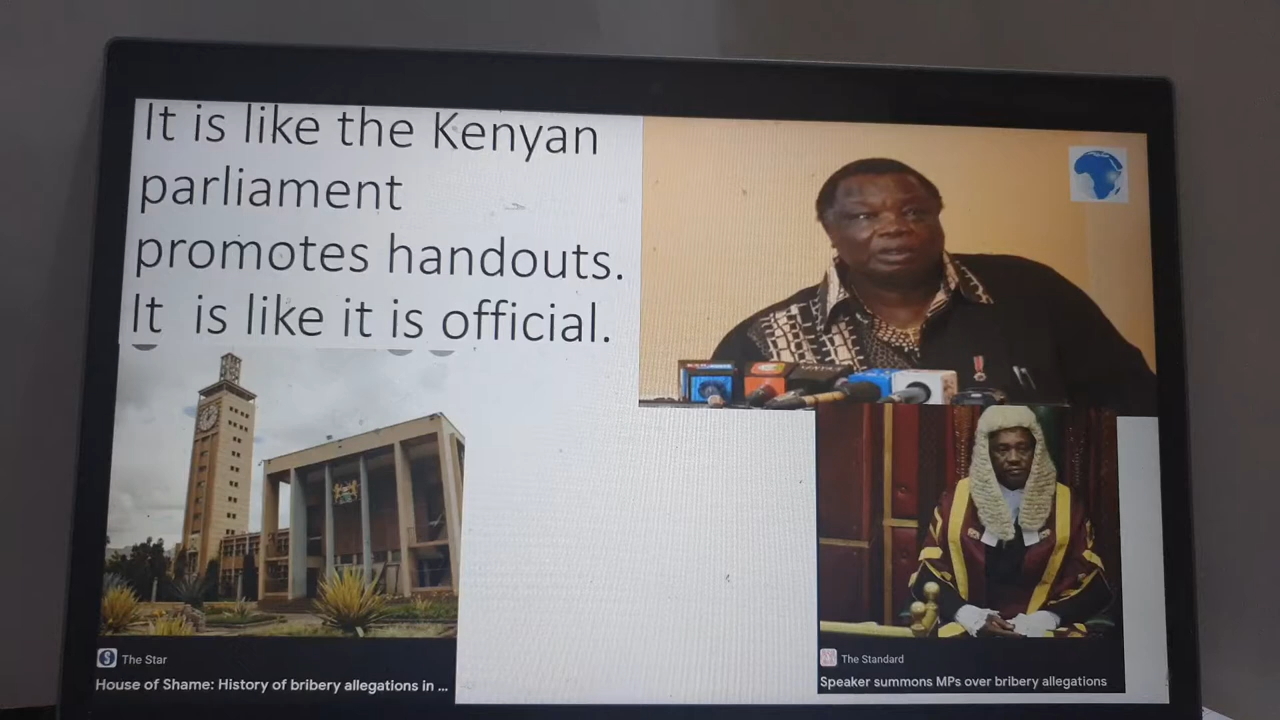 It is like the Kenyan
parliament
promotes handouts.
It is like it is official.
The Star
House of Shame: History of bribery allegations in ...
The Standard
Speaker summons MPs over bribery allegations